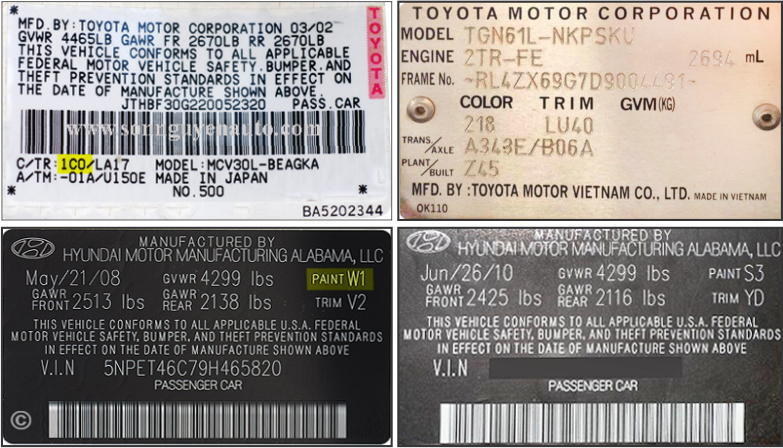 MFD. BY: TOYOTA MOTOR CORPORATION 03/02
GVWR 4465LB GAWR FR 2670LB RR 2670LB
THIS VEHICLE CONFORMS TO ALL APPLICABLE
FEDERAL MOTOR VEHICLE SAFETY, BUMPER, AND
THEFT PREVENTION STANDARDS IN EFFECT ON
THE DATE OF MANUFACTURE SHOWN ABOVE.
JTHBF30G220052320 PASS. CAR
www.sonnguyenauto.com
C/TR: 1C0/LA17 MODEL: MCV30L-BEAGKA
A/TM: -01A/U150E MADE IN JAPAN
NO. 500
BA5202344
TOYOTA
TOYOTA MOTOR CORPORATION
MODEL TGN61L-NKPSKU
ENGINE 2TR-FE 2694 mL
FRAME No. -RL4ZX69G7D9004491-
COLOR TRIM GVM(KG)
218 LU40
TRANS/AXLE A343E/B06A
PLANT/BUILT Z45
MFD. BY : TOYOTA MOTOR VIETNAM CO., LTD. MADE IN VIETNAM
OK110
MANUFACTURED BY
HYUNDAI MOTOR MANUFACTURING ALABAMA, LLC
May/21/08 GVWR 4299 lbs PAINT W1
GAWR FRONT 2513 lbs GAWR REAR 2138 lbs TRIM V2
THIS VEHICLE CONFORMS TO ALL APPLICABLE U.S.A. FEDERAL
MOTOR VEHICLE SAFETY, BUMPER, AND THEFT PREVENTION STANDARDS
IN EFFECT ON THE DATE OF MANUFACTURE SHOWN ABOVE
V.I.N 5NPET46C79H465820
PASSENGER CAR
©
MANUFACTURED BY
HYUNDAI MOTOR MANUFACTURING ALABAMA, LLC
Jun/26/10 GVWR 4299 lbs PAINT S3
GAWR FRONT 2425 lbs GAWR REAR 2116 lbs TRIM YD
THIS VEHICLE CONFORMS TO ALL APPLICABLE U.S.A. FEDERAL
MOTOR VEHICLE SAFETY, BUMPER, AND THEFT PREVENTION STANDARDS
IN EFFECT ON THE DATE OF MANUFACTURE SHOWN ABOVE
V.I.N
PASSENGER CAR